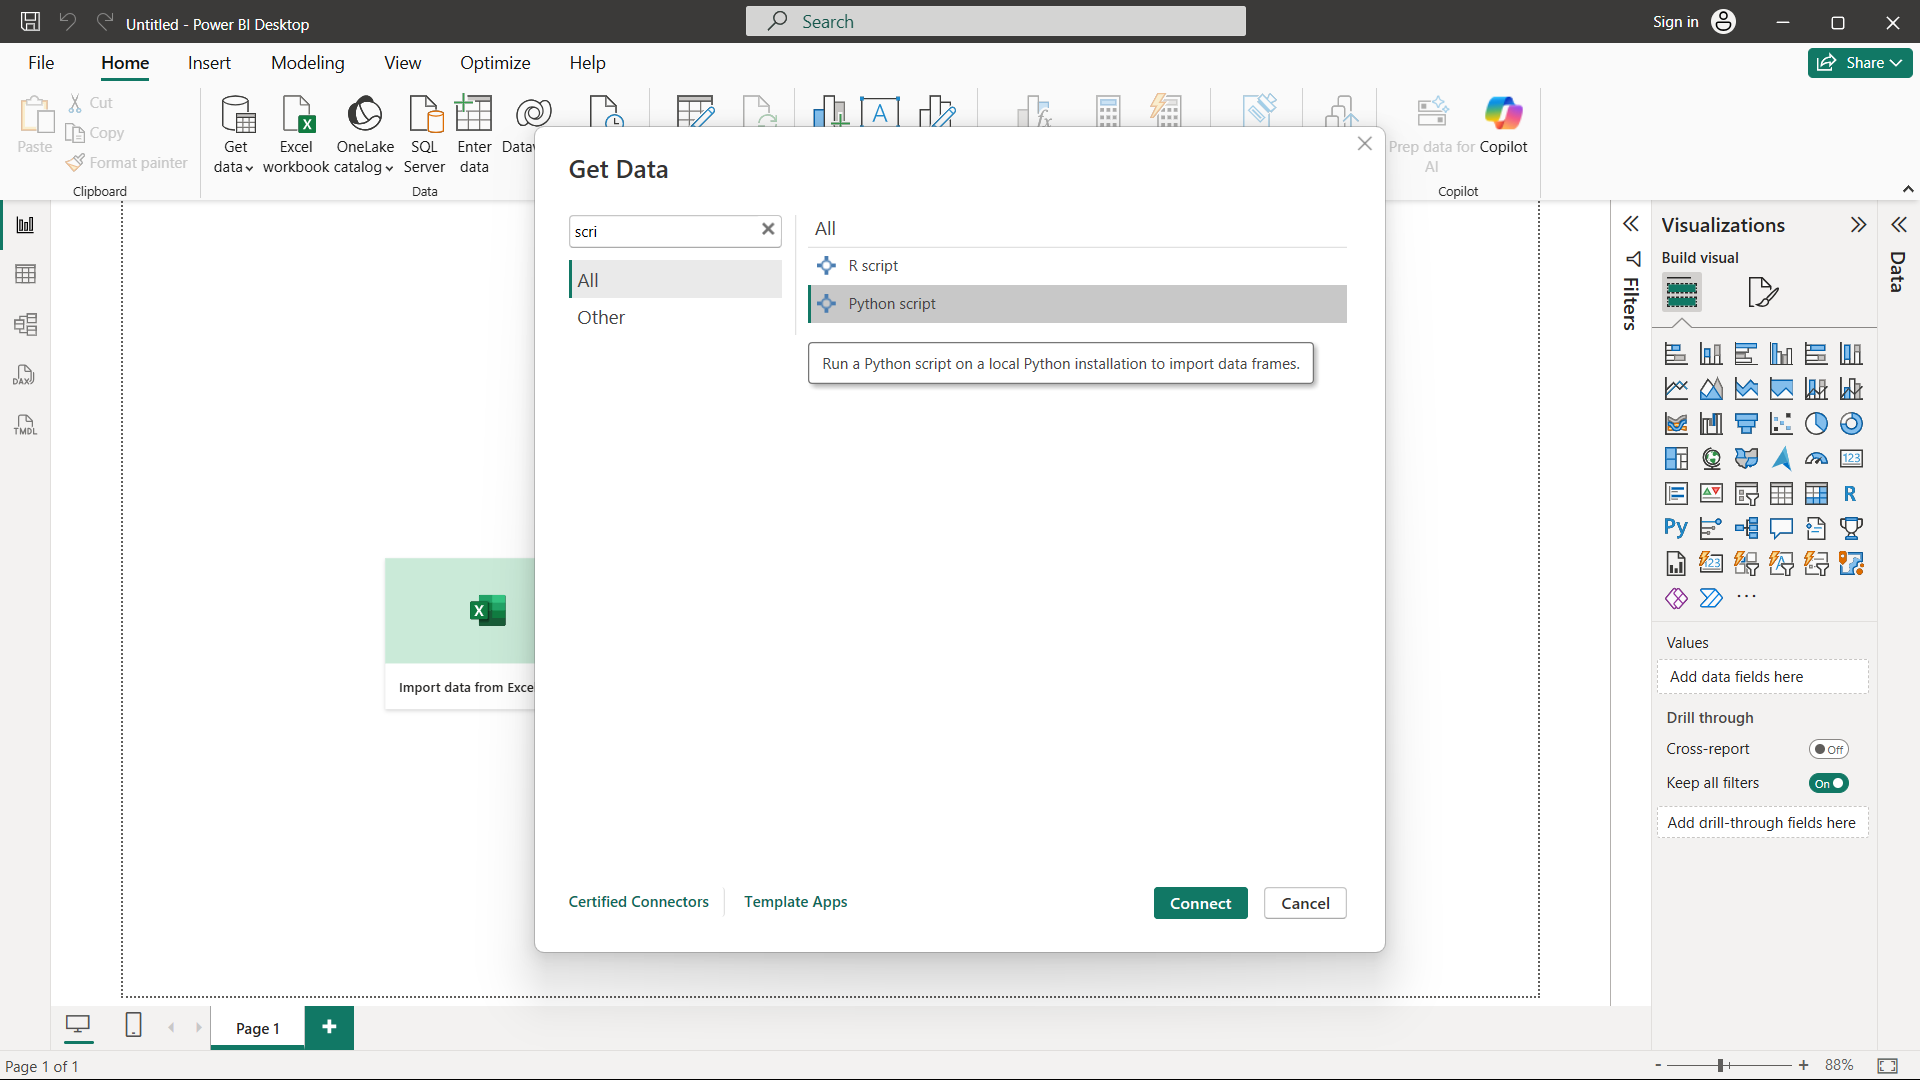 Untitled - Power BI Desktop
Search
Sign in
File
Home
Insert
Modeling
View
Optimize
Help
Share
Paste
Cut
Copy
Format painter
Clipboard
Get data
Excel workbook
OneLake catalog
SQL Server
Enter data
Data
Prep data for AI
Copilot
Copilot
Get Data
scri
All
Other
All
R script
Python script
Run a Python script on a local Python installation to import data frames.
Certified Connectors
Template Apps
Connect
Cancel
DAX
TMDL
Import data from Exce
Filters
Visualizations
Build visual
123
R
Py
123
Values
Add data fields here
Drill through
Cross-report
Off
Keep all filters
On
Add drill-through fields here
Data
Page 1
Page 1 of 1
- + 88%